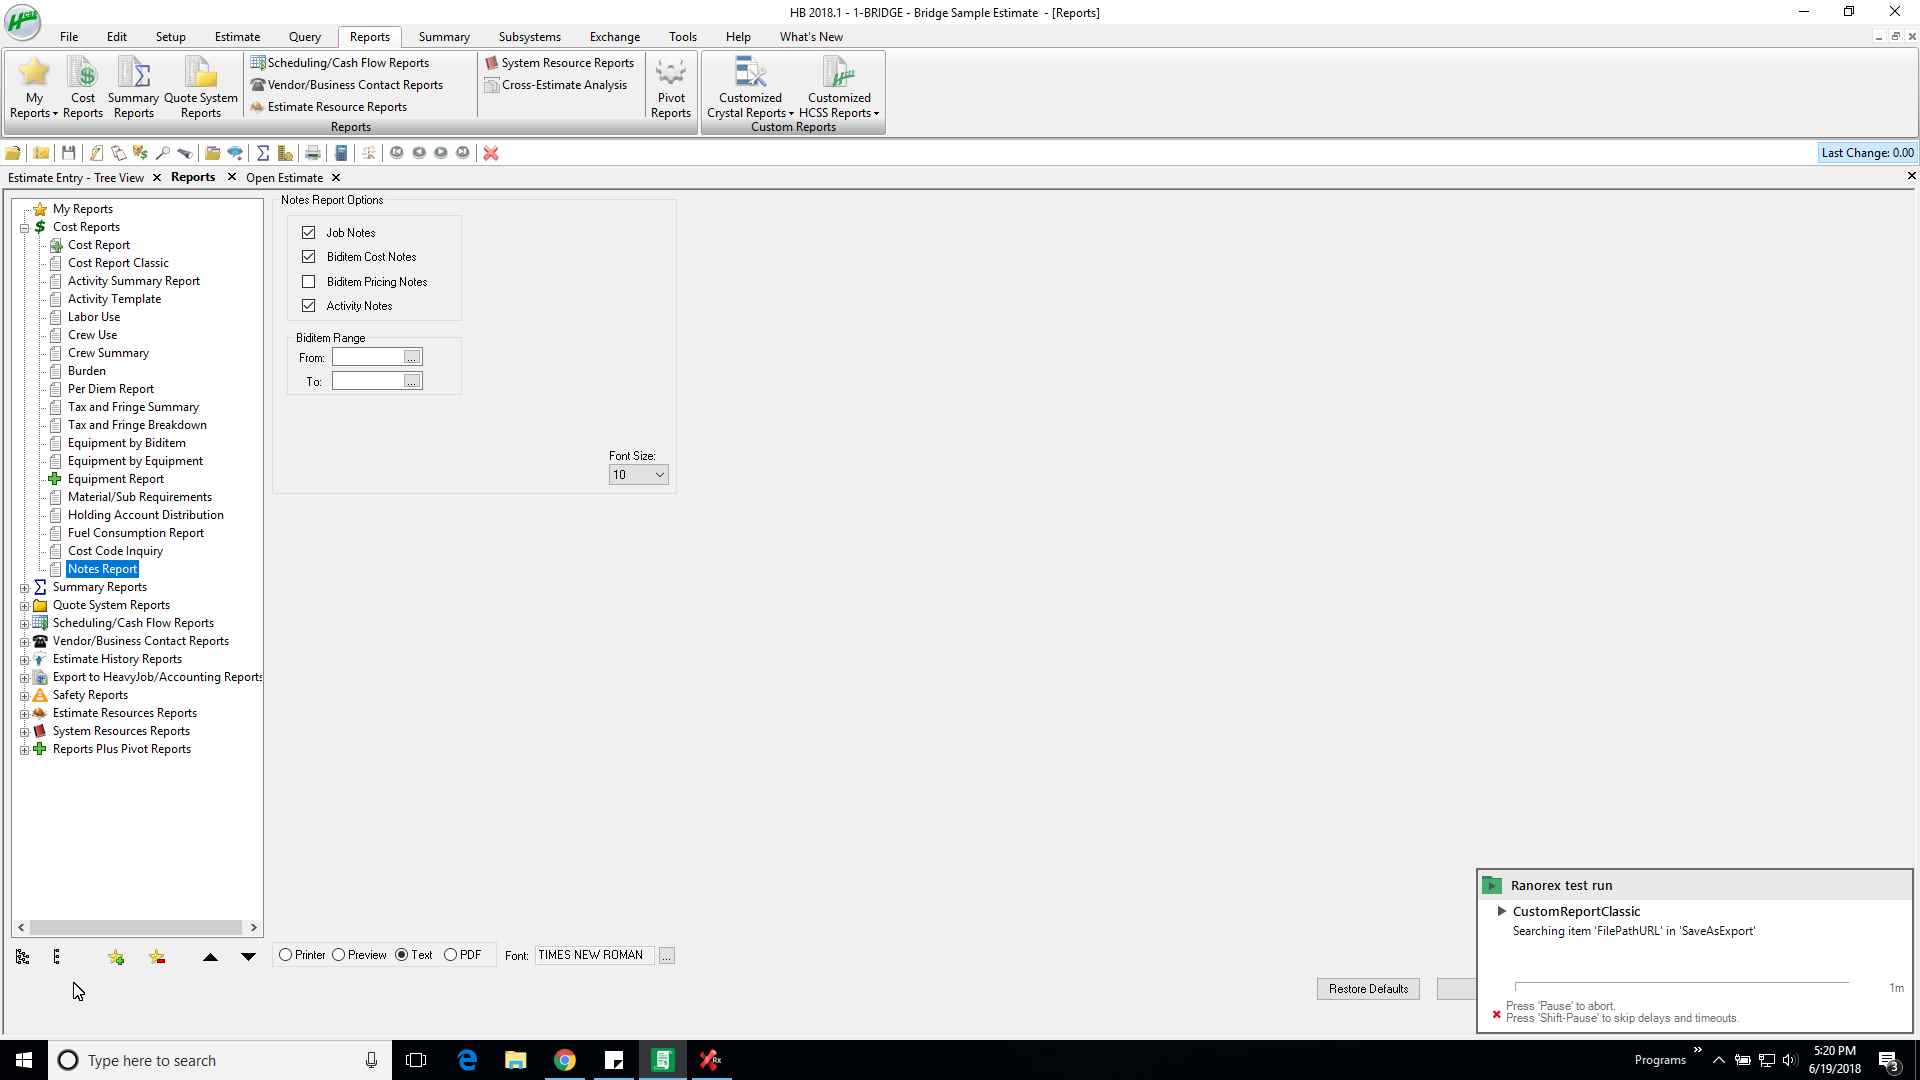 HB 2018.1 - 1-BRIDGE - Bridge Sample Estimate - [Reports]
HCSS
File Edit Setup Estimate Query Reports Summary Subsystems Exchange Tools Help What's New
My Reports
Cost Reports
Summary Reports
Quote System Reports
Scheduling/Cash Flow Reports
Vendor/Business Contact Reports
Estimate Resource Reports
System Resource Reports
Cross-Estimate Analysis
Pivot Reports
Customized Crystal Reports
Customized HCSS Reports
Reports
Custom Reports
Last Change: 0.00
Estimate Entry - Tree View Reports Open Estimate
My Reports
Cost Reports
Cost Report
Cost Report Classic
Activity Summary Report
Activity Template
Labor Use
Crew Use
Crew Summary
Burden
Per Diem Report
Tax and Fringe Summary
Tax and Fringe Breakdown
Equipment by Biditem
Equipment by Equipment
Equipment Report
Material/Sub Requirements
Holding Account Distribution
Fuel Consumption Report
Cost Code Inquiry
Notes Report
Summary Reports
Quote System Reports
Scheduling/Cash Flow Reports
Vendor/Business Contact Reports
Estimate History Reports
Export to HeavyJob/Accounting Reports
Safety Reports
Estimate Resources Reports
System Resources Reports
Reports Plus Pivot Reports
Notes Report Options
Job Notes
Biditem Cost Notes
Biditem Pricing Notes
Activity Notes
Biditem Range
From: ...
To: ...
Font Size:
10
Printer Preview Text PDF Font: TIMES NEW ROMAN ...
Restore Defaults
Ranorex test run
CustomReportClassic
Searching item 'FilePathURL' in 'SaveAsExport'
1m
Press 'Pause' to abort.
Press 'Shift-Pause' to skip delays and timeouts.
Type here to search
Programs
5:20 PM
6/19/2018
3